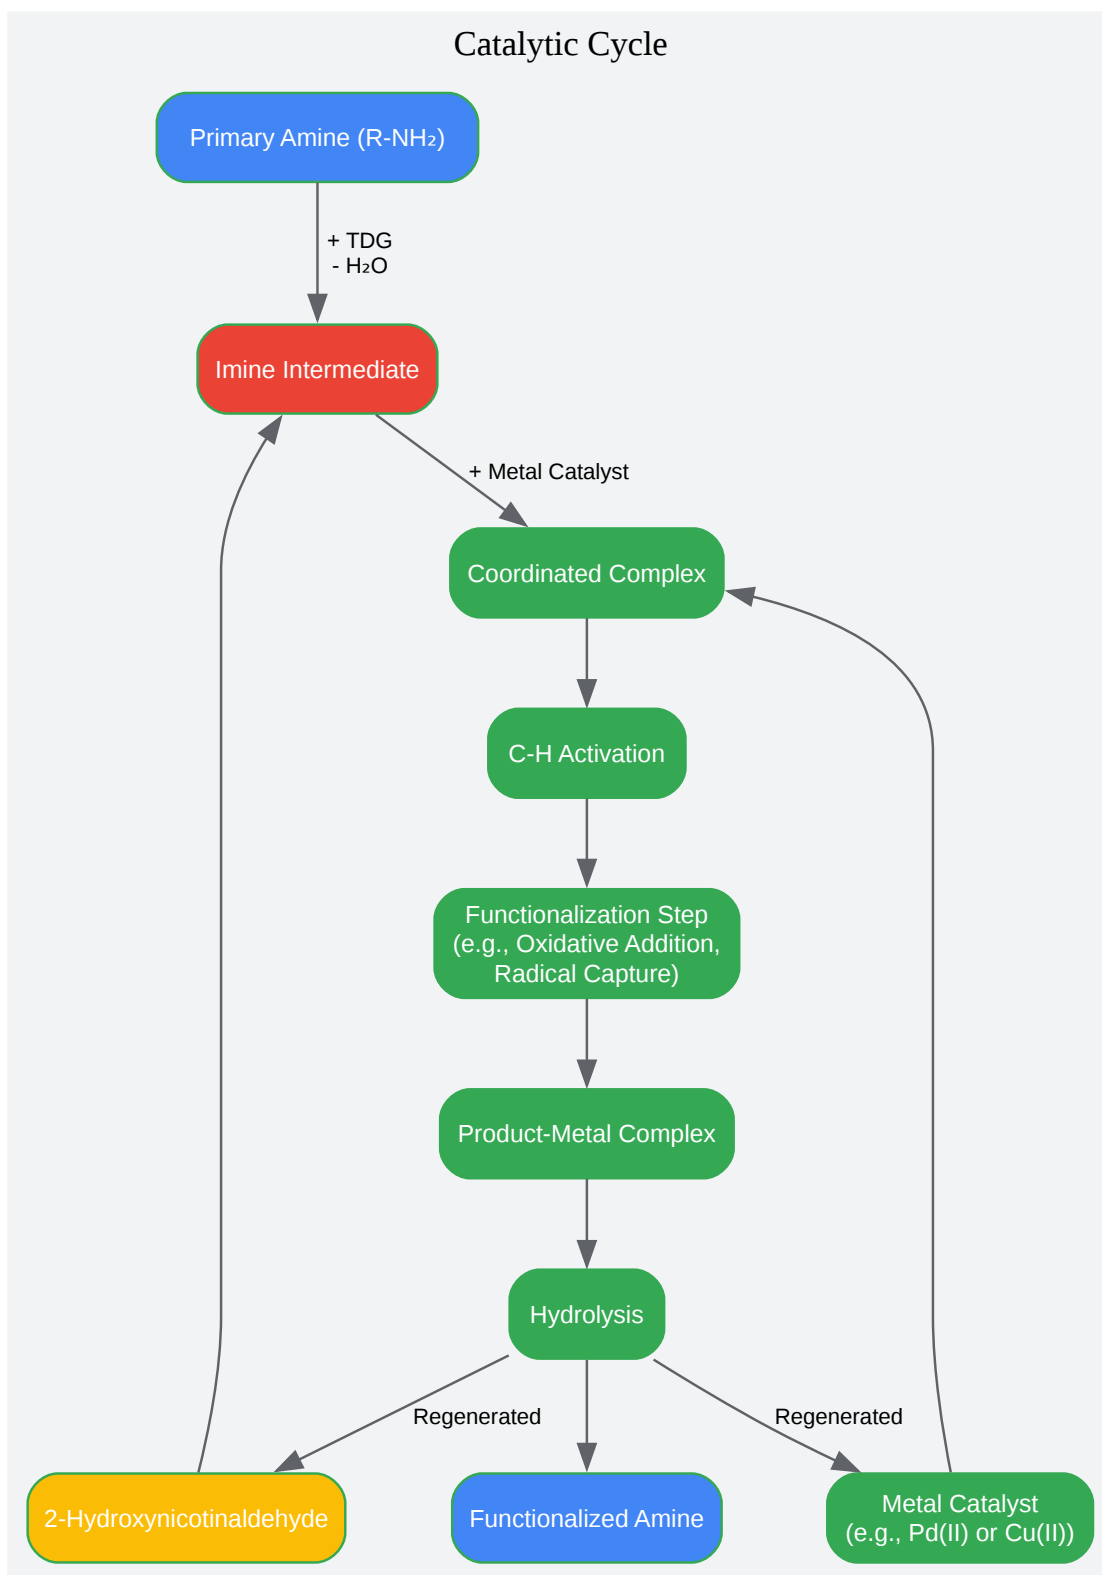 Catalytic Cycle
Primary Amine (R-NH₂)
+ TDG
- H₂O
Imine Intermediate
+ Metal Catalyst
Coordinated Complex
C-H Activation
Functionalization Step
(e.g., Oxidative Addition,
Radical Capture)
Product-Metal Complex
Hydrolysis
Regenerated
Regenerated
2-Hydroxynicotinaldehyde
Functionalized Amine
Metal Catalyst
(e.g., Pd(II) or Cu(II))